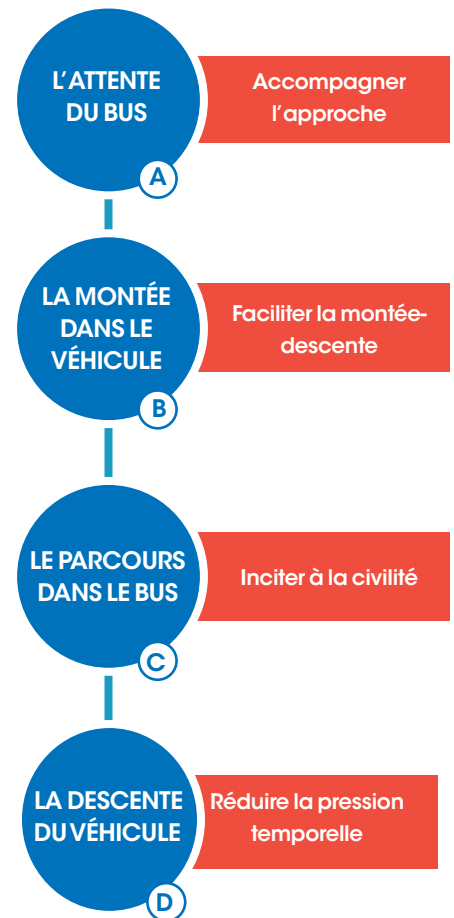 L'ATTENTE
DU BUS
Accompagner
l'approche
A
LA MONTÉE
DANS LE
VÉHICULE
Faciliter la montée-
descente
B
LE PARCOURS
DANS LE BUS
Inciter à la civilité
C
LA DESCENTE
DU VÉHICULE
Réduire la pression
temporelle
D